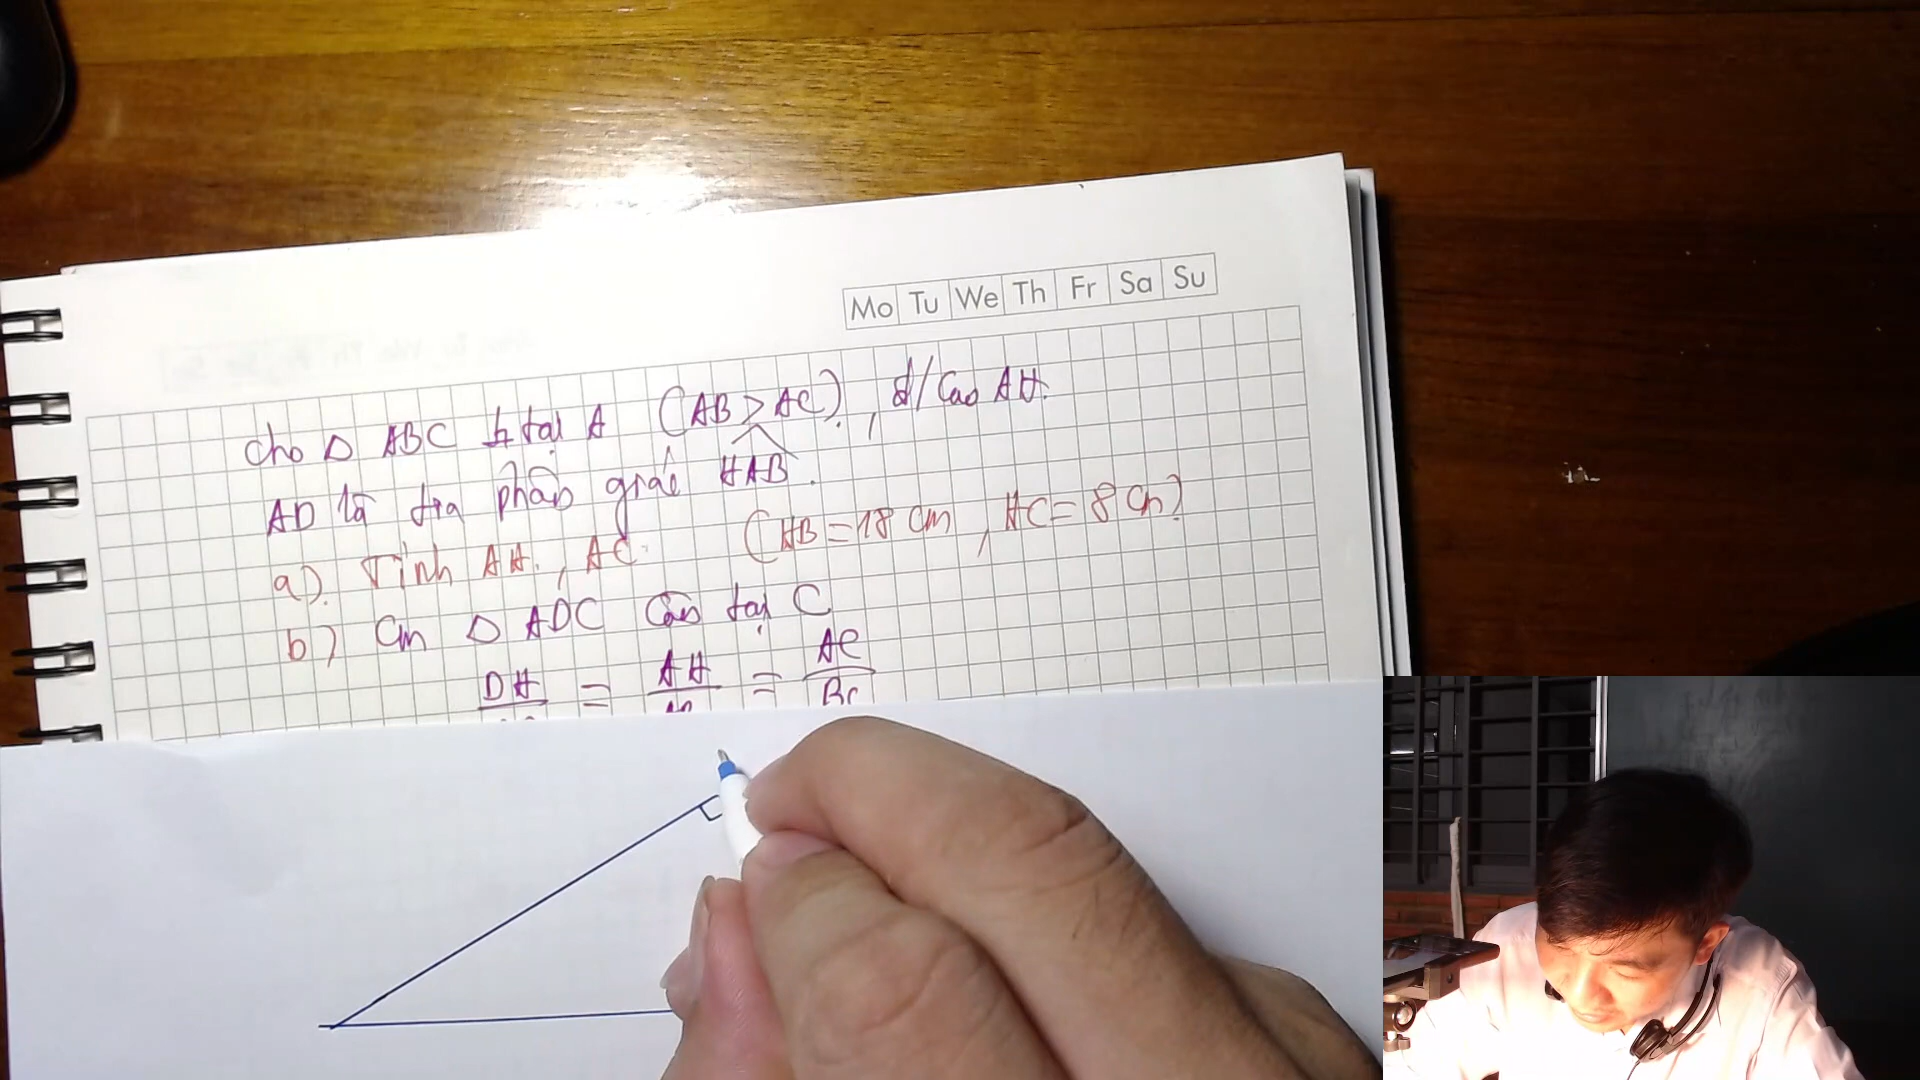 Mo Tu We Th Fr Sa Su
Cho Δ ABC ⊥ tại A (AB > AC), đ/Cao AH.
AD là tia phân giác HAB.
a). Tính AH, AC. (HB = 18 cm, HC = 8 cm)
b) Cm Δ ADC Cân tại C
DH = AH = AC
BC